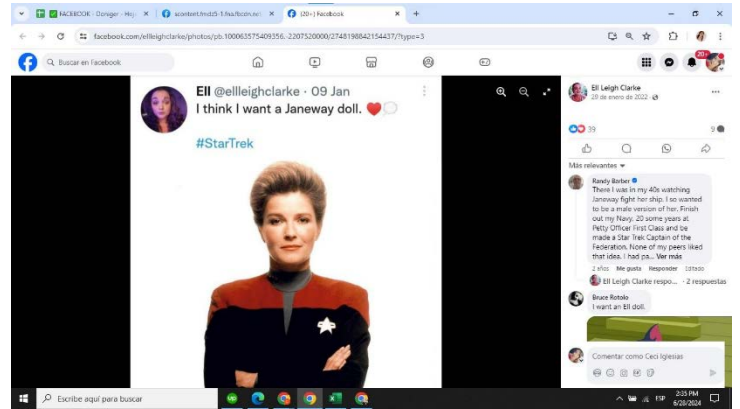 FACEBOOK - Doniger - Hoj
scontent.fmdz5-1.fna.fbcdn.net
(20+) Facebook
facebook.com/ellleighclarke/photos/pb.100063575409356.-2207520000/2748198842154437/?type=3
Buscar en Facebook
20+
Ell @ellleighclarke · 09 Jan
I think I want a Janeway doll.
#StarTrek
Ell Leigh Clarke
28 de enero de 2022
39
9
Más relevantes
Randy Barber
There I was in my 40s watching
Janeway fight her ship. I so wanted
to be a male version of her. Finish
out my Navy. 20 some years at
Petty Officer First Class and be
made a Star Trek Captain of the
Federation. None of my peers liked
that idea. I had pa... Ver más
2 años Me gusta Responder Editado
Ell Leigh Clarke respo... · 2 respuestas
Bruce Rotolo
I want an Ell doll.
Comentar como Ceci Iglesias
Escribe aquí para buscar
ESP
2:35 PM
6/28/2024